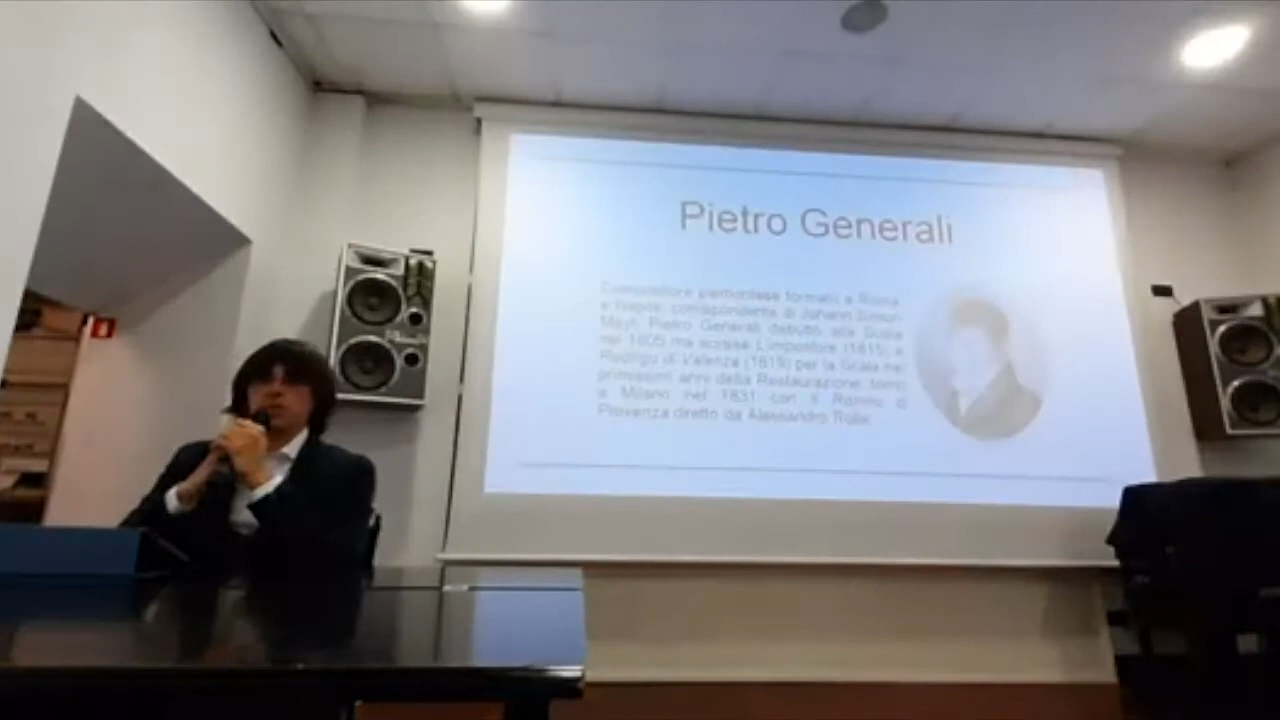 Pietro Generali
Compositore piemontese formato a Roma
e Napoli, corrispondente di Johann Simon
Mayr, Pietro Generali debuttò alla Scala
nel 1805 ma scrisse L'impostore (1815) e
Rodrigo di Valenza (1819) per la Scala nei
primissimi anni della Restaurazione; tornò
a Milano nel 1831 con il Romito di
Provenza diretto da Alessandro Rolla